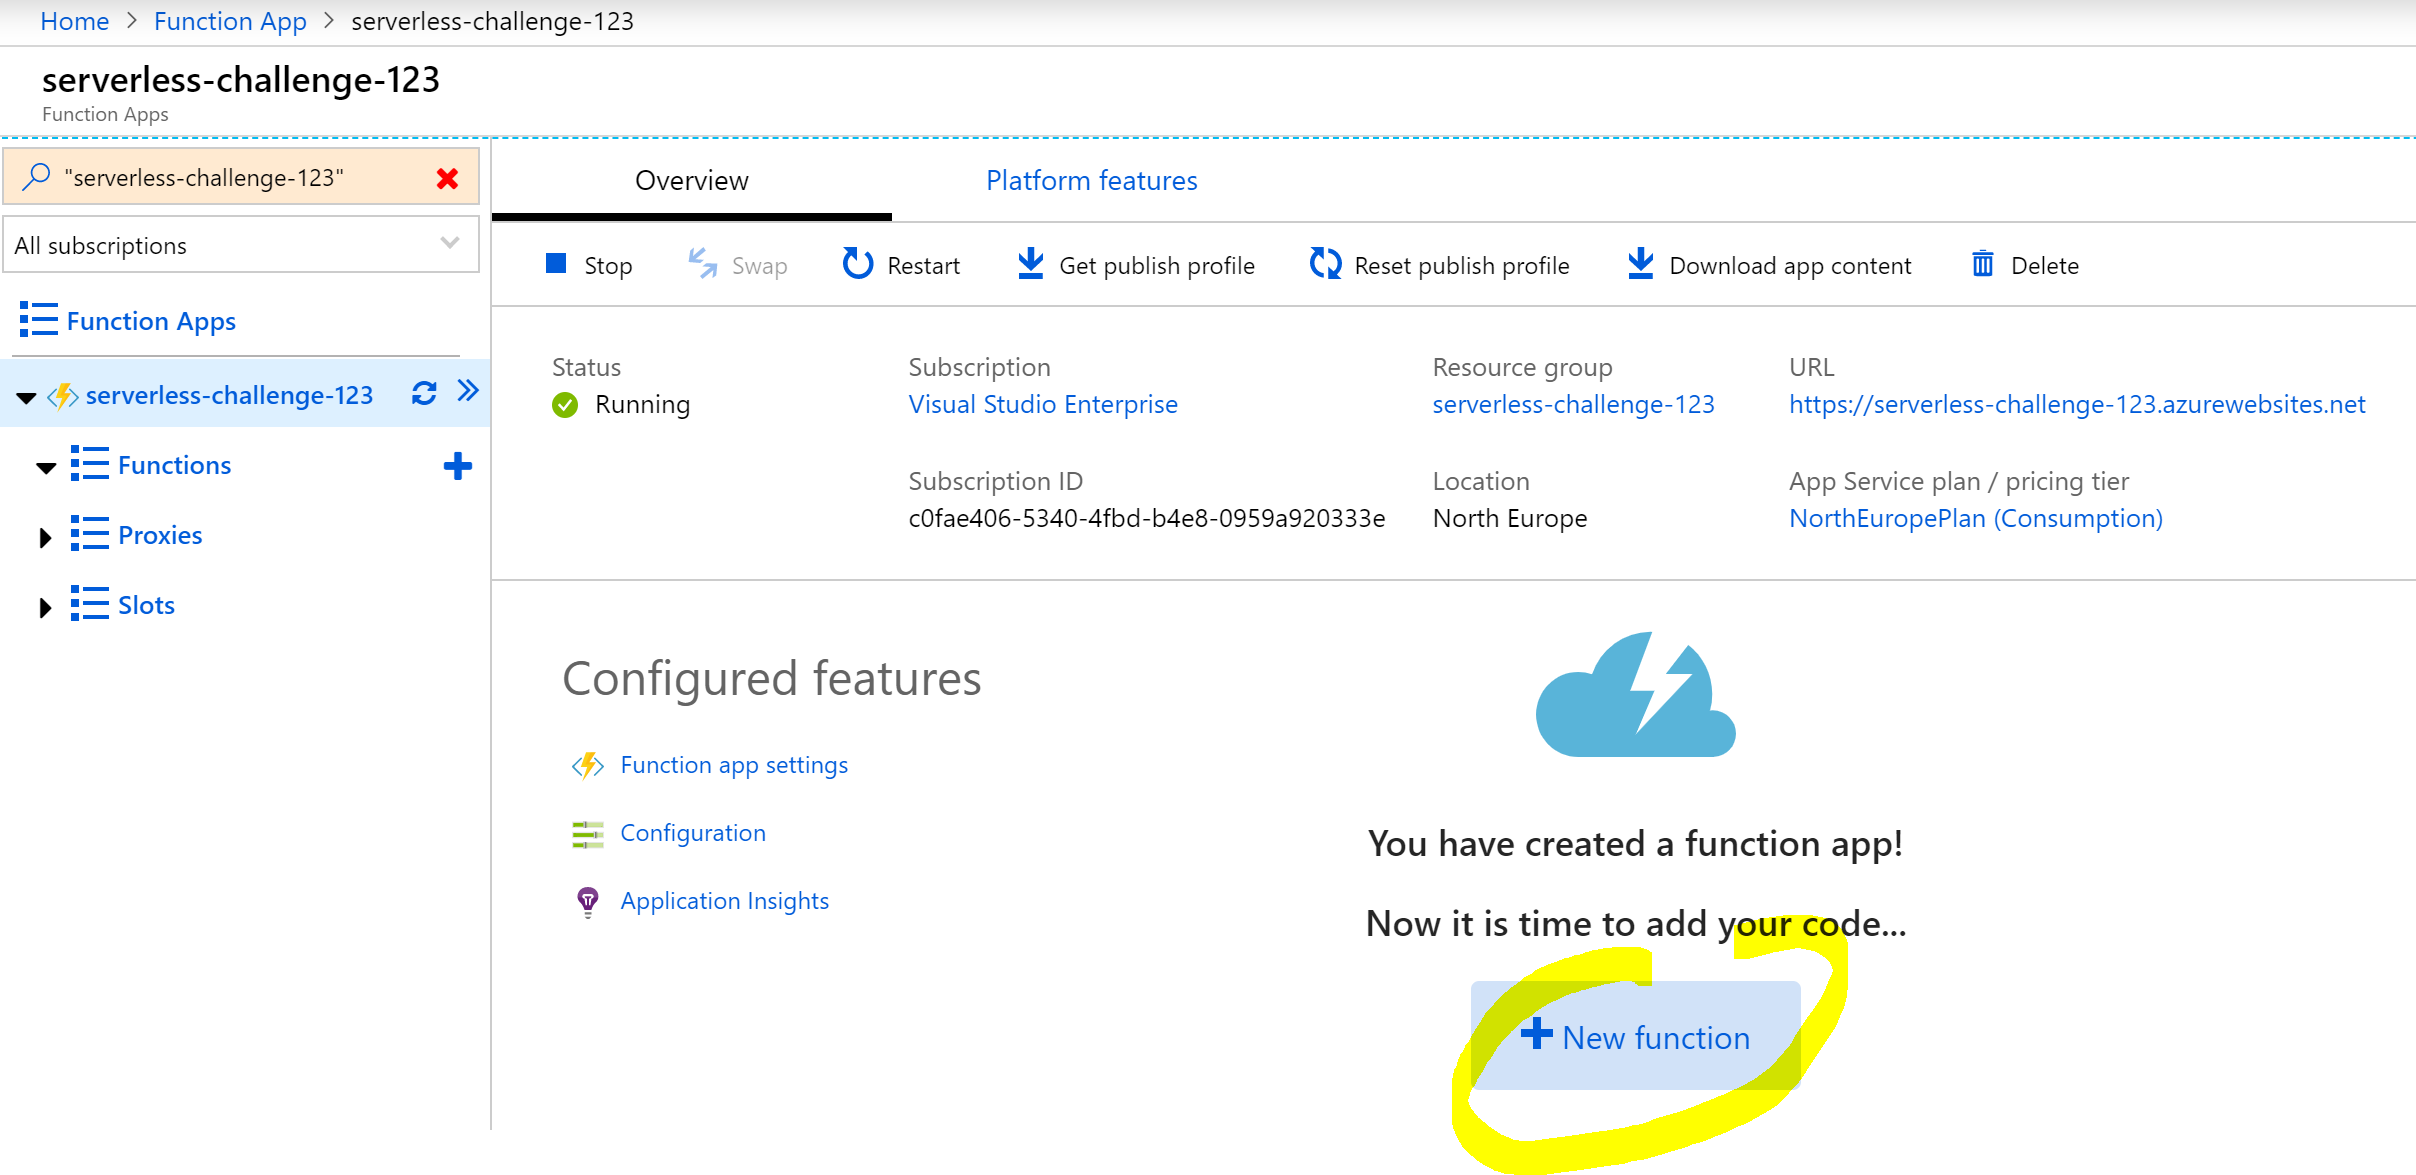 Home > Function App > serverless-challenge-123
serverless-challenge-123
Function Apps
"serverless-challenge-123"
All subscriptions
Function Apps
serverless-challenge-123
Functions
Proxies
Slots
Overview Platform features
Stop Swap Restart Get publish profile Reset publish profile Download app content Delete
Status Subscription Resource group URL
Running Visual Studio Enterprise serverless-challenge-123 https://serverless-challenge-123.azurewebsites.net
Subscription ID Location App Service plan / pricing tier
c0fae406-5340-4fbd-b4e8-0959a920333e North Europe NorthEuropePlan (Consumption)
Configured features
Function app settings
Configuration
Application Insights
You have created a function app!
Now it is time to add your code...
New function